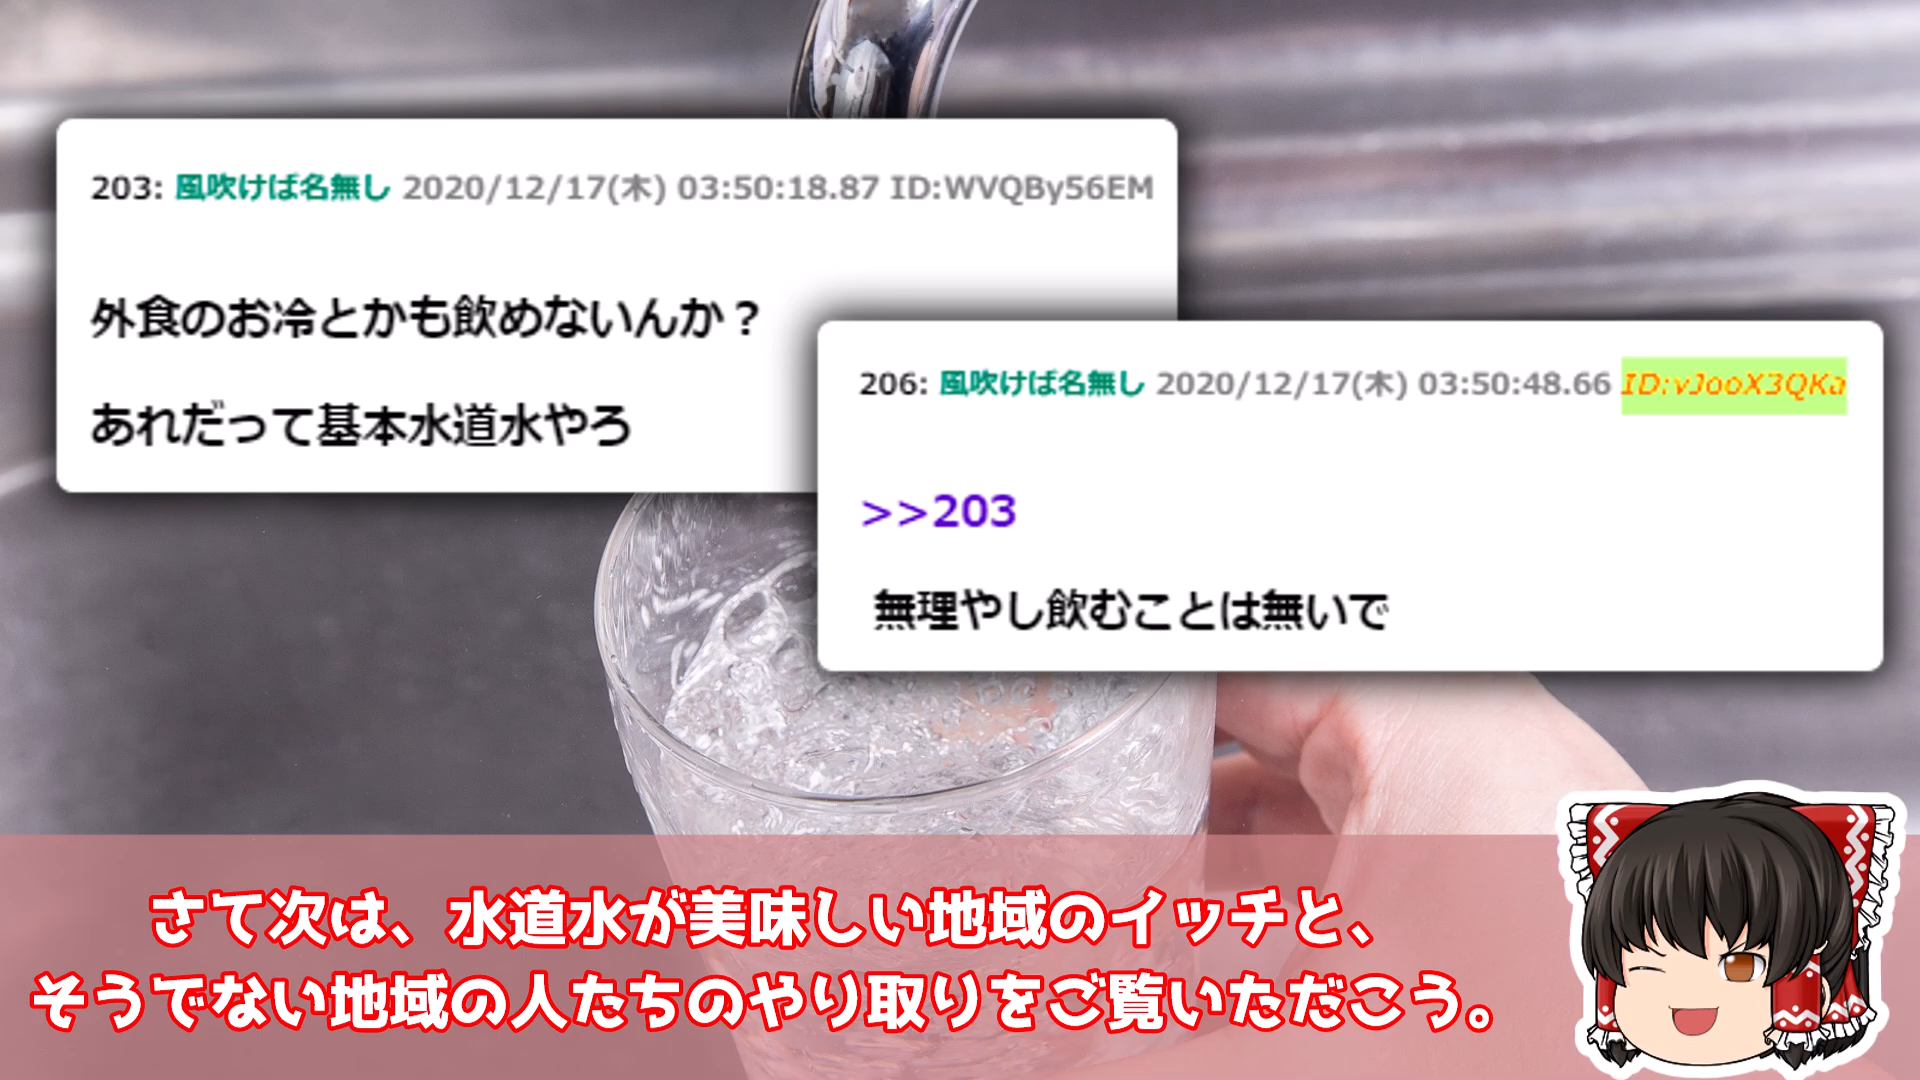 203: 風吹けば名無し 2020/12/17(木) 03:50:18.87 ID:WVQBy56EM
外食のお冷とかも飲めないんか？
あれだって基本水道水やろ
206: 風吹けば名無し 2020/12/17(木) 03:50:48.66 ID:vJooX3QKa
>>203
無理やし飲むことは無いで
さて次は、水道水が美味しい地域のイッチと、
そうでない地域の人たちのやり取りをご覧いただこう。